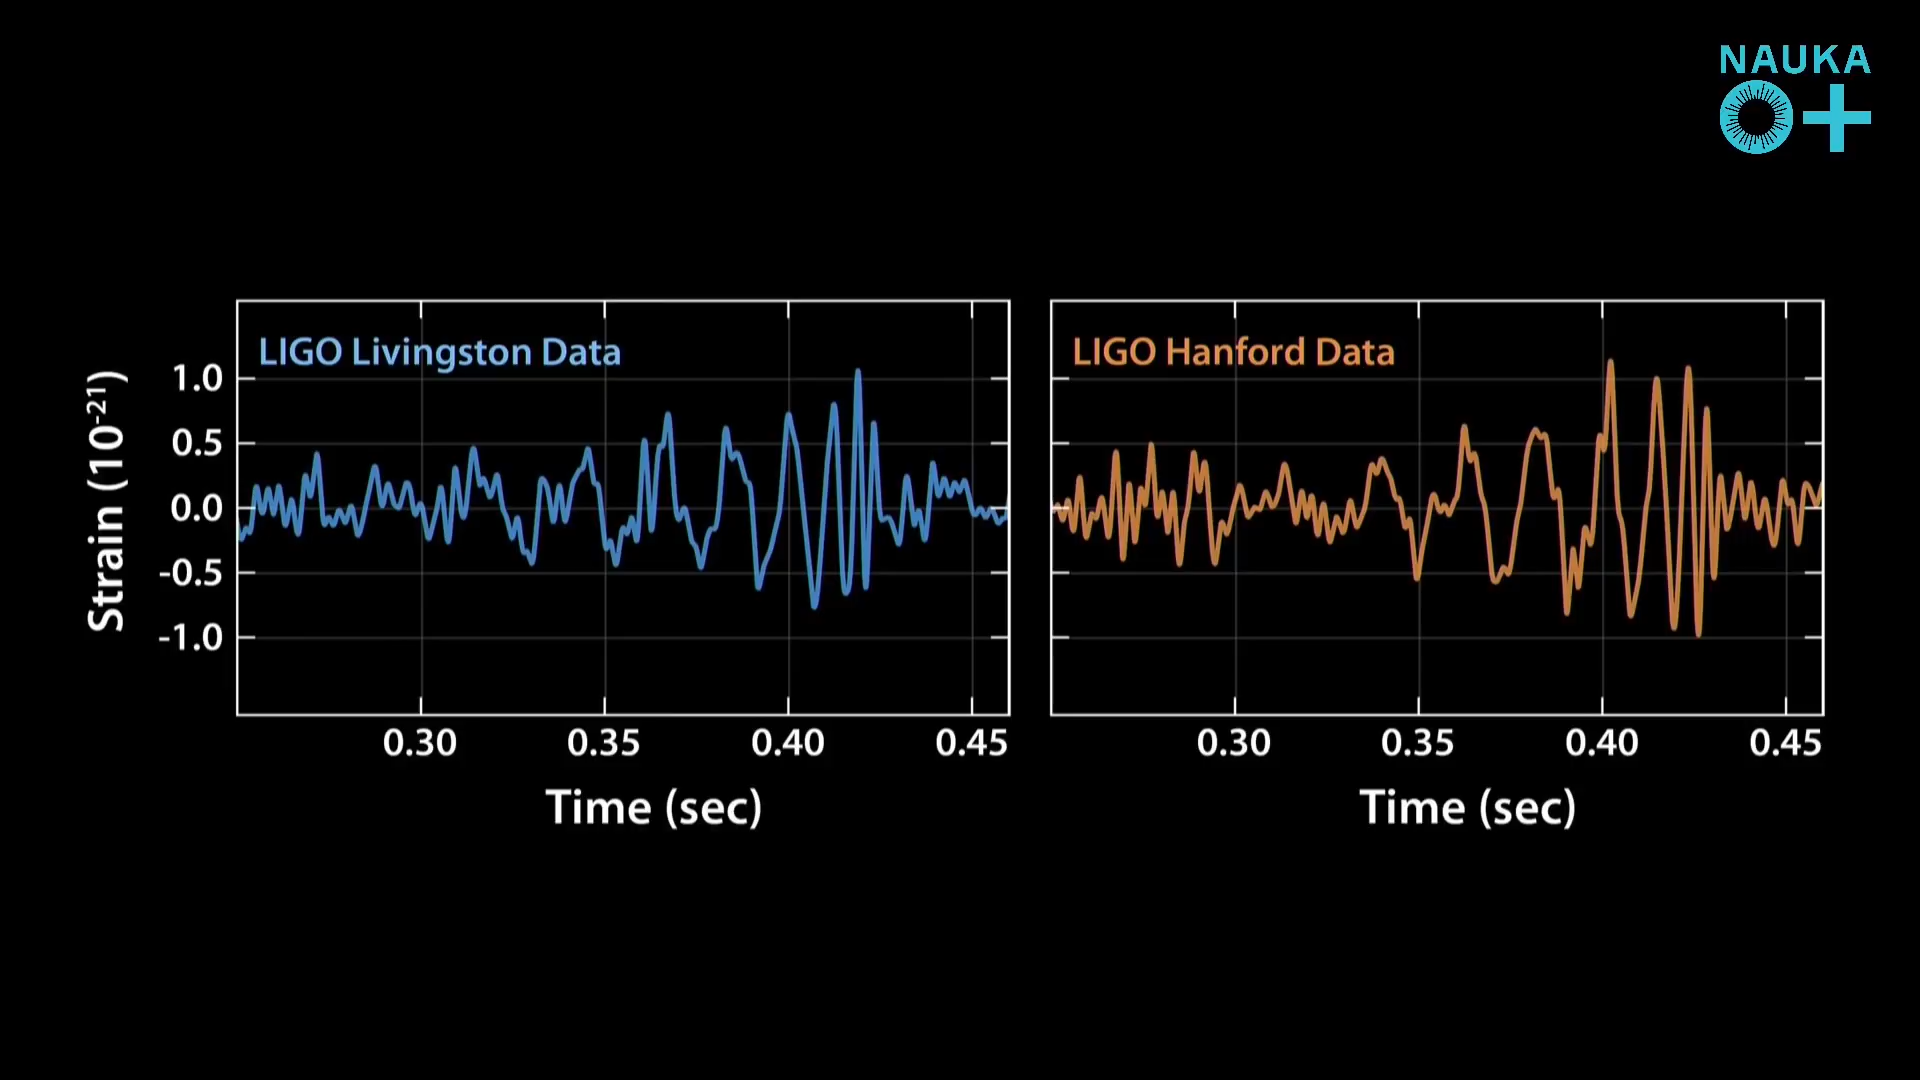 NAUKA
0+
LIGO Livingston Data
LIGO Hanford Data
Strain (10⁻²¹)
1.0
0.5
0.0
-0.5
-1.0
0.30 0.35 0.40 0.45
0.30 0.35 0.40 0.45
Time (sec)
Time (sec)